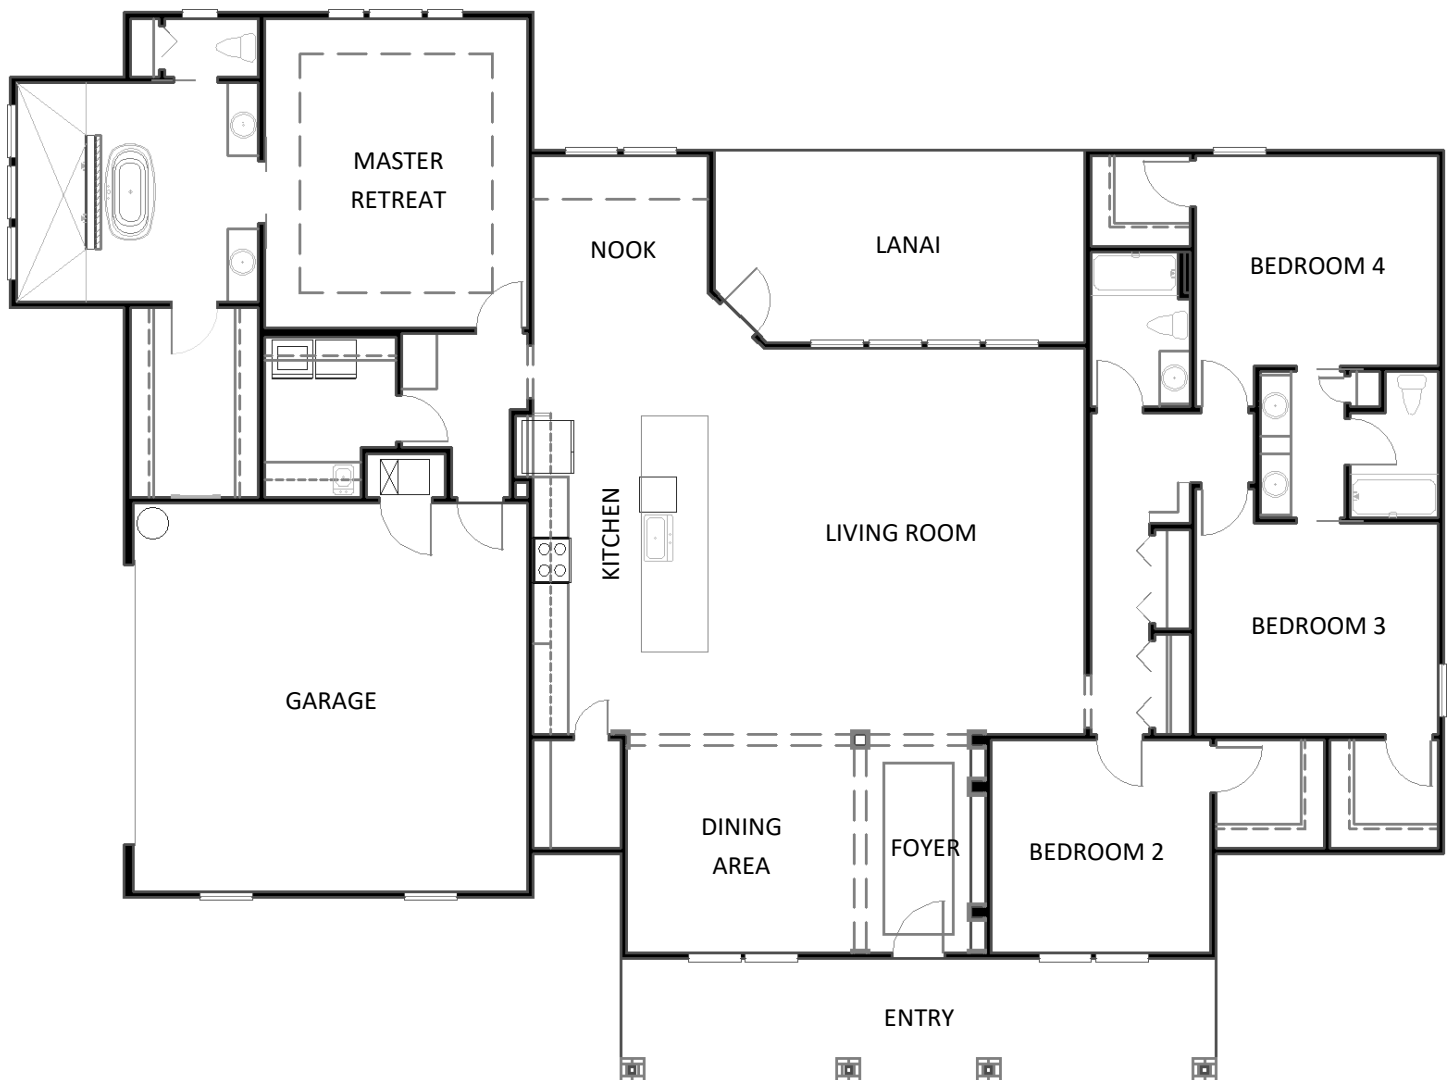 MASTER
RETREAT
NOOK
LANAI
BEDROOM 4
KITCHEN
LIVING ROOM
BEDROOM 3
GARAGE
DINING
AREA
FOYER
BEDROOM 2
ENTRY